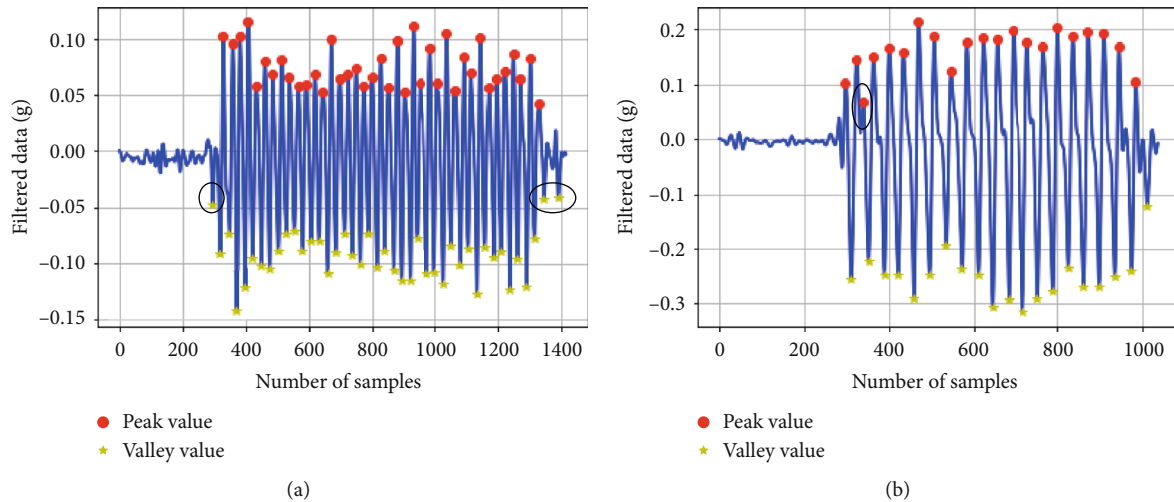 0.10
0.05
0.00
−0.05
−0.10
−0.15
Filtered data (g)
0 200 400 600 800 1000 1200 1400
Number of samples
Peak value
Valley value
(a)
0.2
0.1
0.0
−0.1
−0.2
−0.3
Filtered data (g)
0 200 400 600 800 1000
Number of samples
Peak value
Valley value
(b)